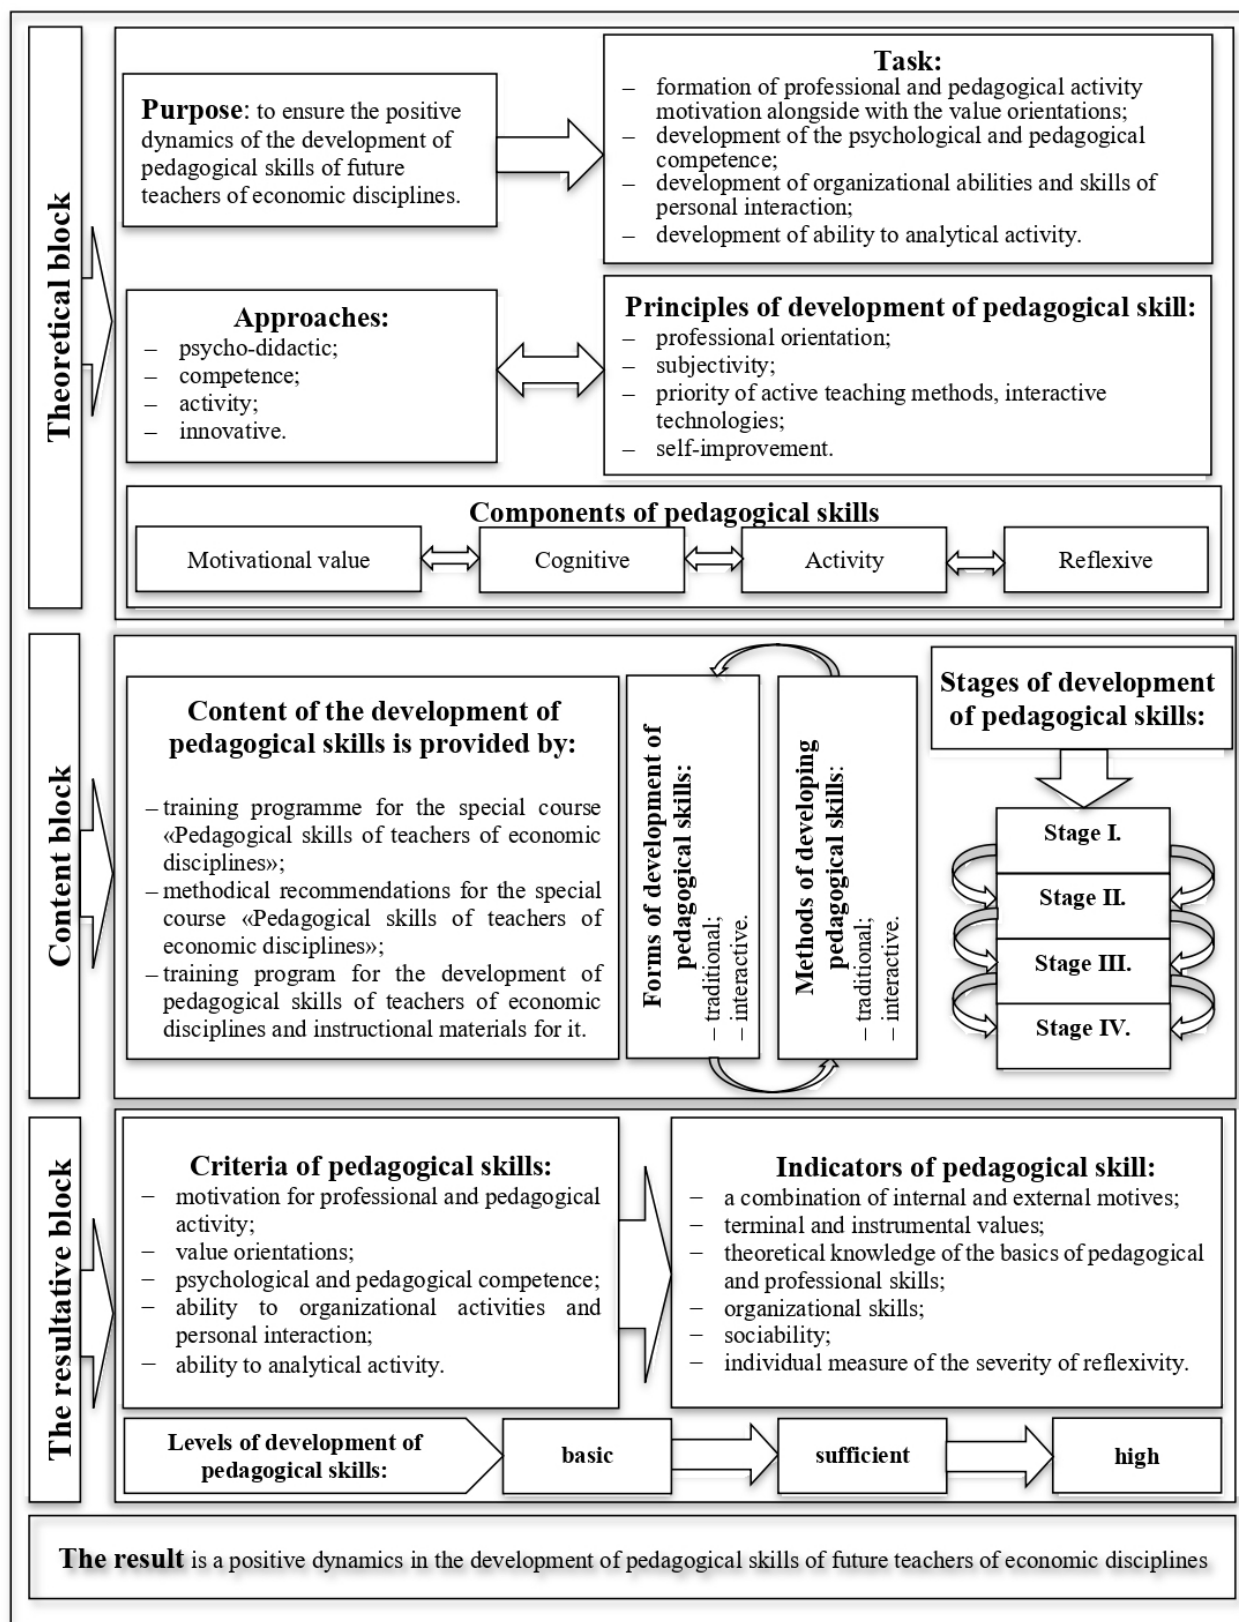 Theoretical block
Purpose: to ensure the positive
dynamics of the development of
pedagogical skills of future
teachers of economic disciplines.
Task:
– formation of professional and pedagogical activity
motivation alongside with the value orientations;
– development of the psychological and pedagogical
competence;
– development of organizational abilities and skills of
personal interaction;
– development of ability to analytical activity.
Approaches:
– psycho-didactic;
– competence;
– activity;
– innovative.
Principles of development of pedagogical skill:
– professional orientation;
– subjectivity;
– priority of active teaching methods, interactive
technologies;
– self-improvement.
Components of pedagogical skills
Motivational value
Cognitive
Activity
Reflexive
Content block
Content of the development of
pedagogical skills is provided by:
– training programme for the special course
«Pedagogical skills of teachers of economic
disciplines»;
– methodical recommendations for the special
course «Pedagogical skills of teachers of
economic disciplines»;
– training program for the development of
pedagogical skills of teachers of economic
disciplines and instructional materials for it.
Forms of development of
pedagogical skills:
– traditional;
– interactive.
Methods of developing
pedagogical skills:
– traditional;
– interactive.
Stages of development
of pedagogical skills:
Stage I.
Stage II.
Stage III.
Stage IV.
The resultative block
Criteria of pedagogical skills:
– motivation for professional and pedagogical
activity;
– value orientations;
– psychological and pedagogical competence;
– ability to organizational activities and
personal interaction;
– ability to analytical activity.
Indicators of pedagogical skill:
– a combination of internal and external motives;
– terminal and instrumental values;
– theoretical knowledge of the basics of pedagogical
and professional skills;
– organizational skills;
– sociability;
– individual measure of the severity of reflexivity.
Levels of development of
pedagogical skills:
basic
sufficient
high
The result is a positive dynamics in the development of pedagogical skills of future teachers of economic disciplines